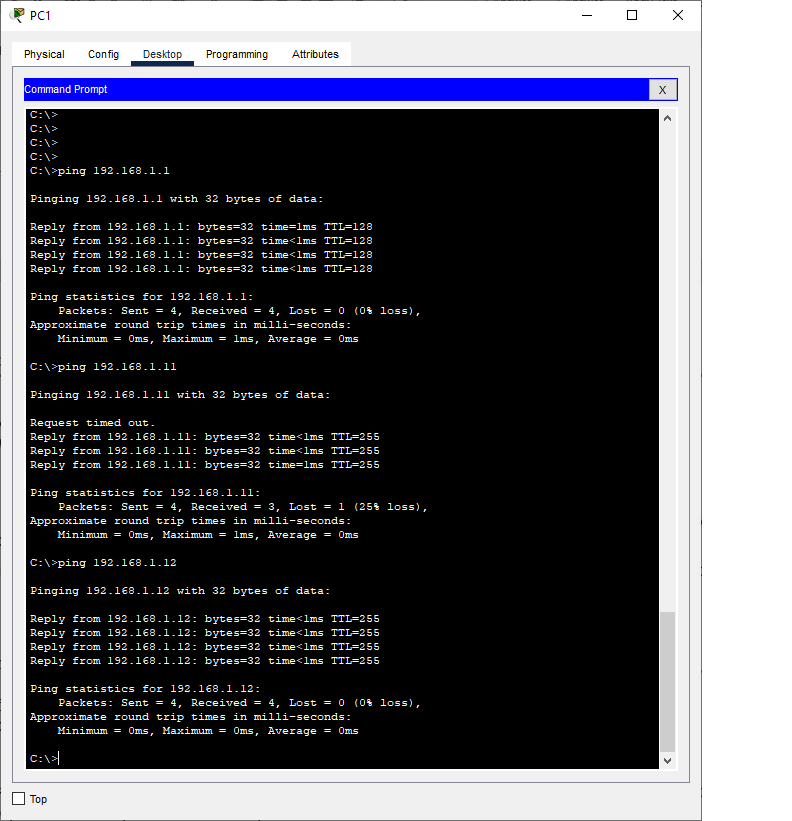 PC1
Physical Config Desktop Programming Attributes
Command Prompt X
C:\>
C:\>
C:\>
C:\>
C:\>ping 192.168.1.1
Pinging 192.168.1.1 with 32 bytes of data:
Reply from 192.168.1.1: bytes=32 time=1ms TTL=128
Reply from 192.168.1.1: bytes=32 time<1ms TTL=128
Reply from 192.168.1.1: bytes=32 time<1ms TTL=128
Reply from 192.168.1.1: bytes=32 time<1ms TTL=128
Ping statistics for 192.168.1.1:
Packets: Sent = 4, Received = 4, Lost = 0 (0% loss),
Approximate round trip times in milli-seconds:
Minimum = 0ms, Maximum = 1ms, Average = 0ms
C:\>ping 192.168.1.11
Pinging 192.168.1.11 with 32 bytes of data:
Request timed out.
Reply from 192.168.1.11: bytes=32 time<1ms TTL=255
Reply from 192.168.1.11: bytes=32 time<1ms TTL=255
Reply from 192.168.1.11: bytes=32 time=1ms TTL=255
Ping statistics for 192.168.1.11:
Packets: Sent = 4, Received = 3, Lost = 1 (25% loss),
Approximate round trip times in milli-seconds:
Minimum = 0ms, Maximum = 1ms, Average = 0ms
C:\>ping 192.168.1.12
Pinging 192.168.1.12 with 32 bytes of data:
Reply from 192.168.1.12: bytes=32 time<1ms TTL=255
Reply from 192.168.1.12: bytes=32 time<1ms TTL=255
Reply from 192.168.1.12: bytes=32 time<1ms TTL=255
Reply from 192.168.1.12: bytes=32 time<1ms TTL=255
Ping statistics for 192.168.1.12:
Packets: Sent = 4, Received = 4, Lost = 0 (0% loss),
Approximate round trip times in milli-seconds:
Minimum = 0ms, Maximum = 0ms, Average = 0ms
C:\>
Top